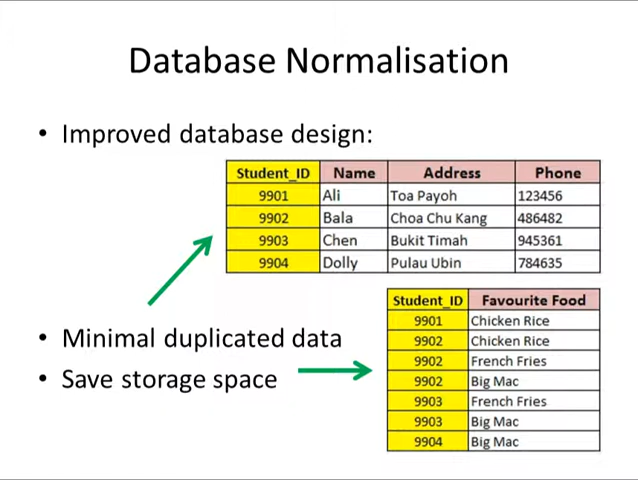 Database Normalisation
• Improved database design:
Student_ID Name Address Phone
9901 Ali Toa Payoh 123456
9902 Bala Choa Chu Kang 486482
9903 Chen Bukit Timah 945361
9904 Dolly Pulau Ubin 784635
• Minimal duplicated data
• Save storage space
Student_ID Favourite Food
9901 Chicken Rice
9902 Chicken Rice
9902 French Fries
9902 Big Mac
9903 French Fries
9903 Big Mac
9904 Big Mac